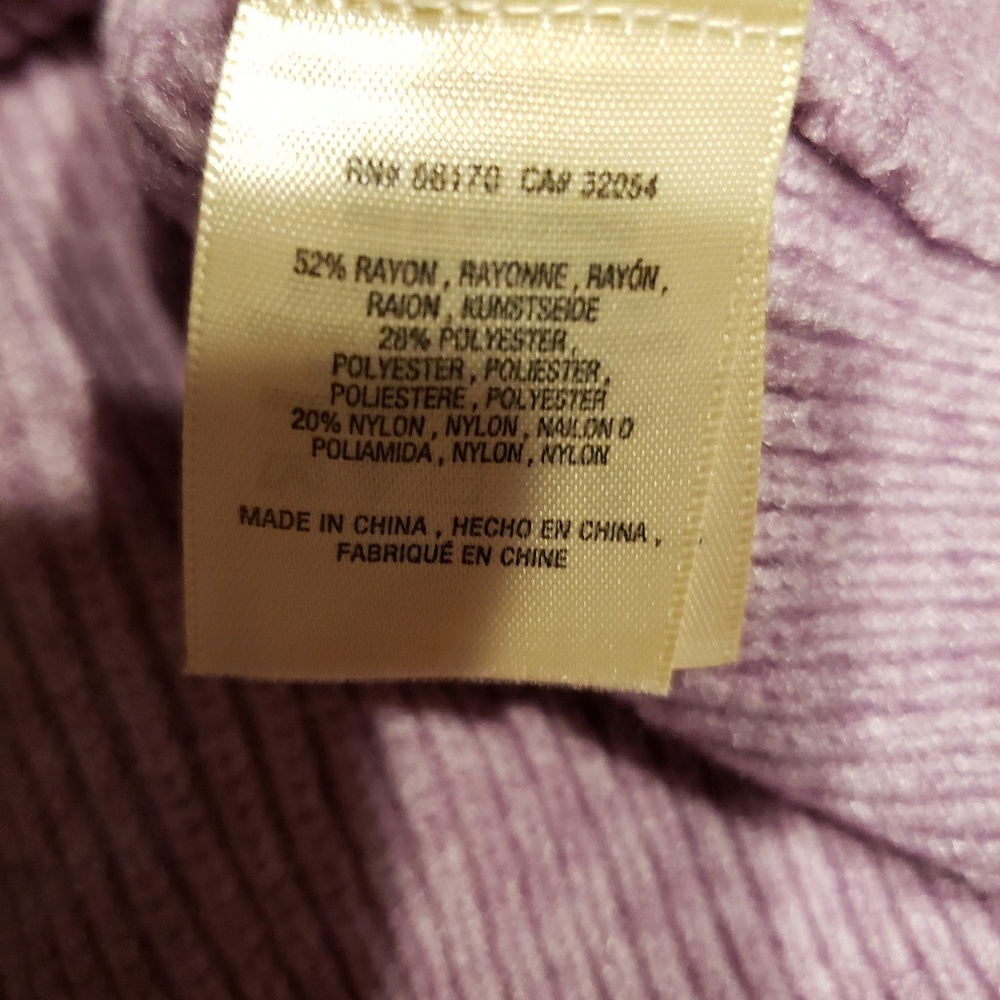 RN# 68170 CA# 32054
52% RAYON , RAYONNE , RAYÓN,
RAION , KUNSTSEIDE
28% POLYESTER,
POLYESTER , POLIESTER,
POLIESTERE , POLYESTER
20% NYLON , NYLON , NAILON O
POLIAMIDA , NYLON , NYLON
MADE IN CHINA , HECHO EN CHINA ,
FABRIQUÉ EN CHINE